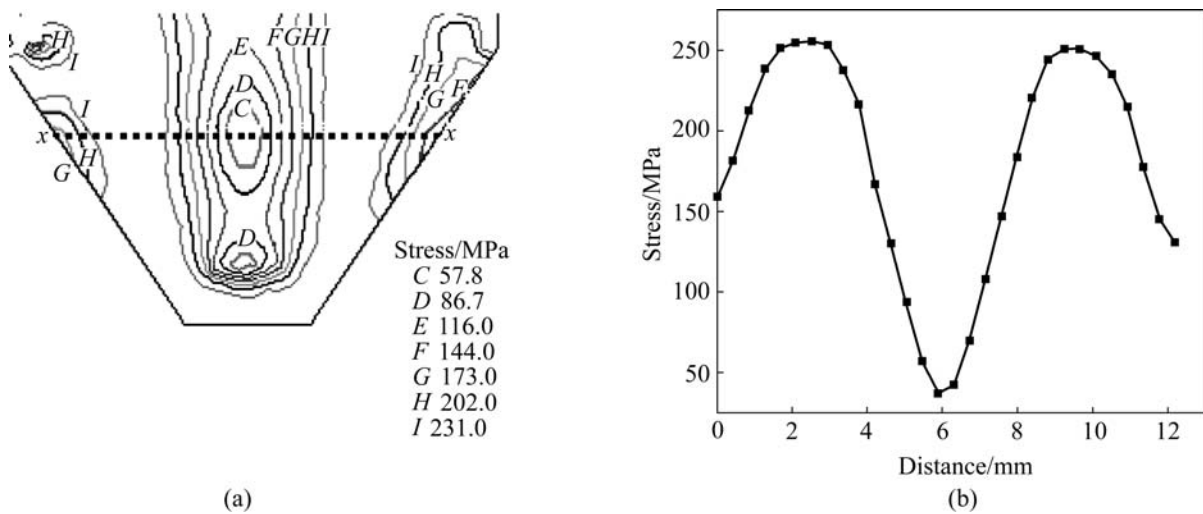 H
I
E
FGHI
D
C
I
H
G
F
I
x
x
H
G
D
Stress/MPa
C 57.8
D 86.7
E 116.0
F 144.0
G 173.0
H 202.0
I 231.0
(a)
250
200
150
100
50
Stress/MPa
0 2 4 6 8 10 12
Distance/mm
(b)